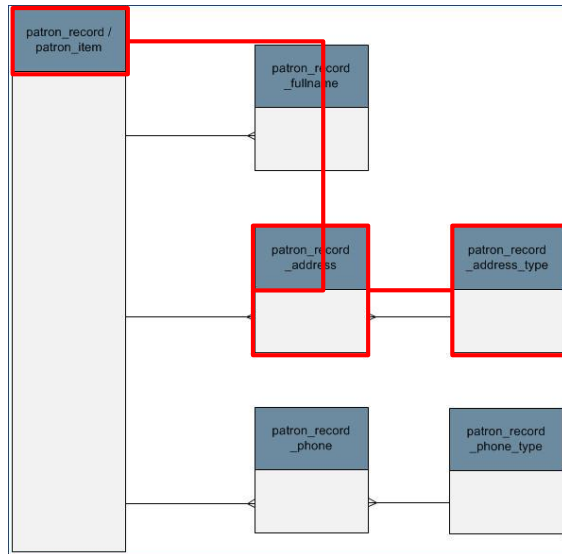 patron_record /
patron_item
patron_record
_fullname
patron_record
_address
patron_record
_address_type
patron_record
_phone
patron_record
_phone_type